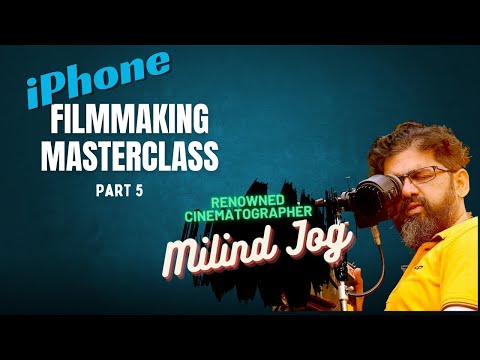 iPhone
FILMMAKING
MASTERCLASS
PART 5
RENOWNED
CINEMATOGRAPHER
Milind Jog